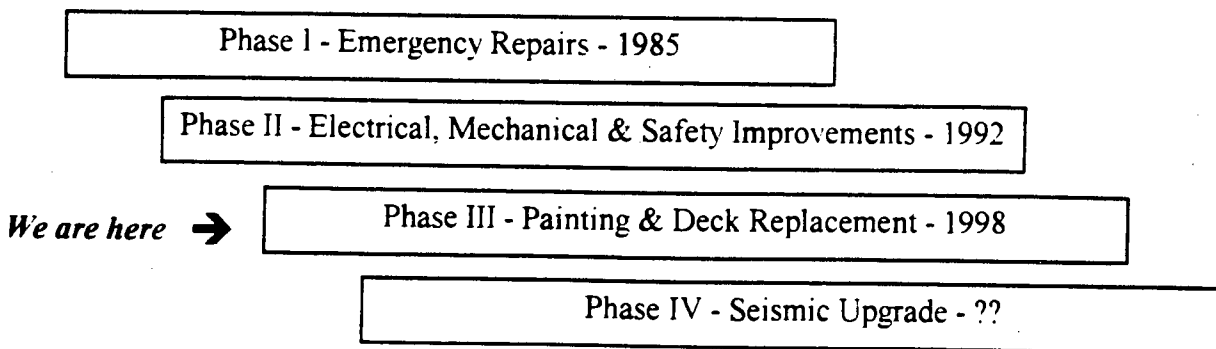 Phase I - Emergency Repairs - 1985
Phase II - Electrical, Mechanical & Safety Improvements - 1992
We are here ➔ Phase III - Painting & Deck Replacement - 1998
Phase IV - Seismic Upgrade - ??